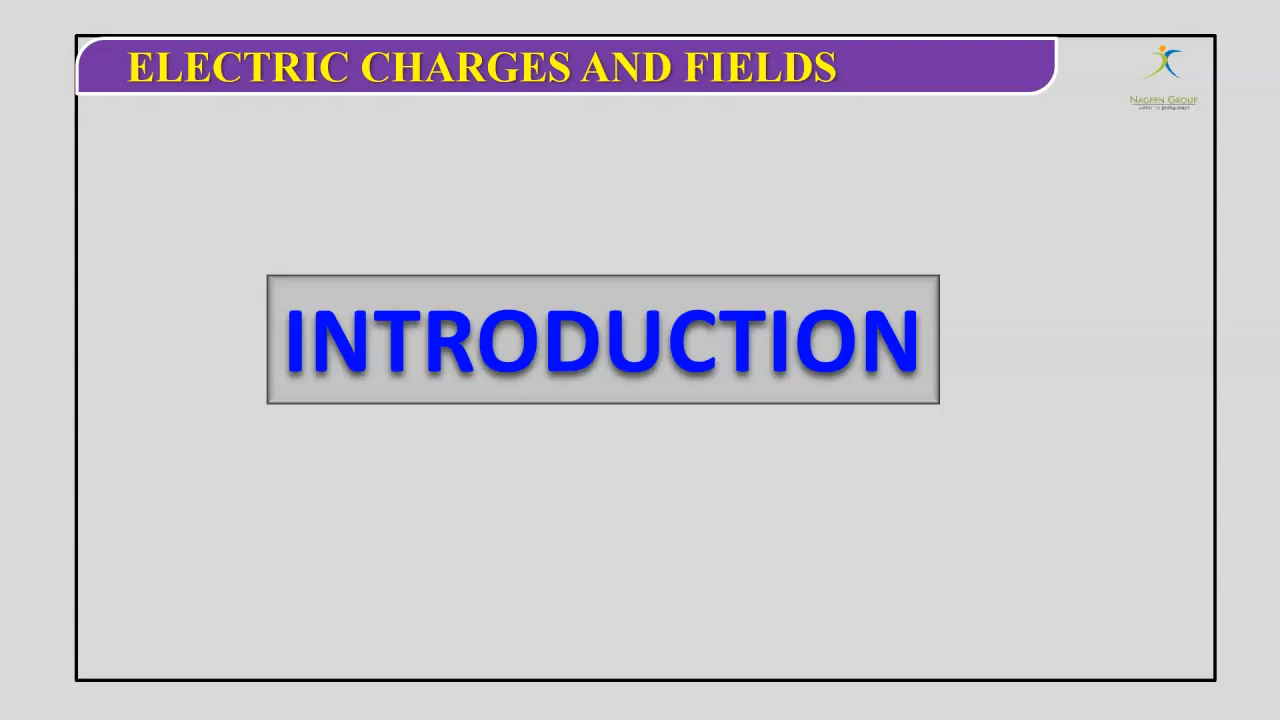 ELECTRIC CHARGES AND FIELDS
NAGEEN GROUP
INTRODUCTION